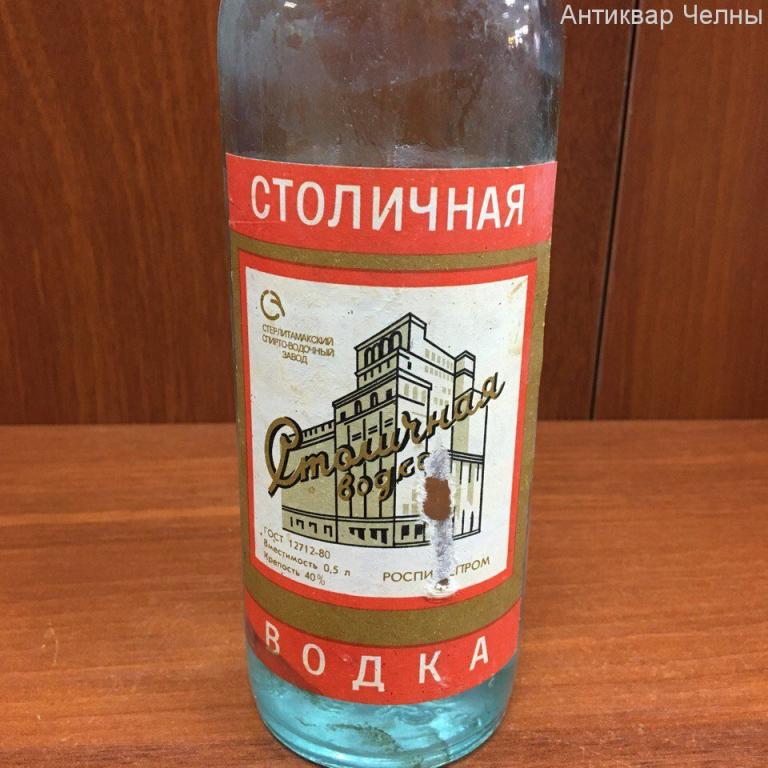 Антиквар Челны
СТОЛИЧНАЯ
СТЕРЛИТАМАКСКИЙ
СПИРТО-ВОДОЧНЫЙ
ЗАВОД
Столичная
ГОСТ 12712-80
Вместимость 0,5 л
Крепость 40%
ВОДКА